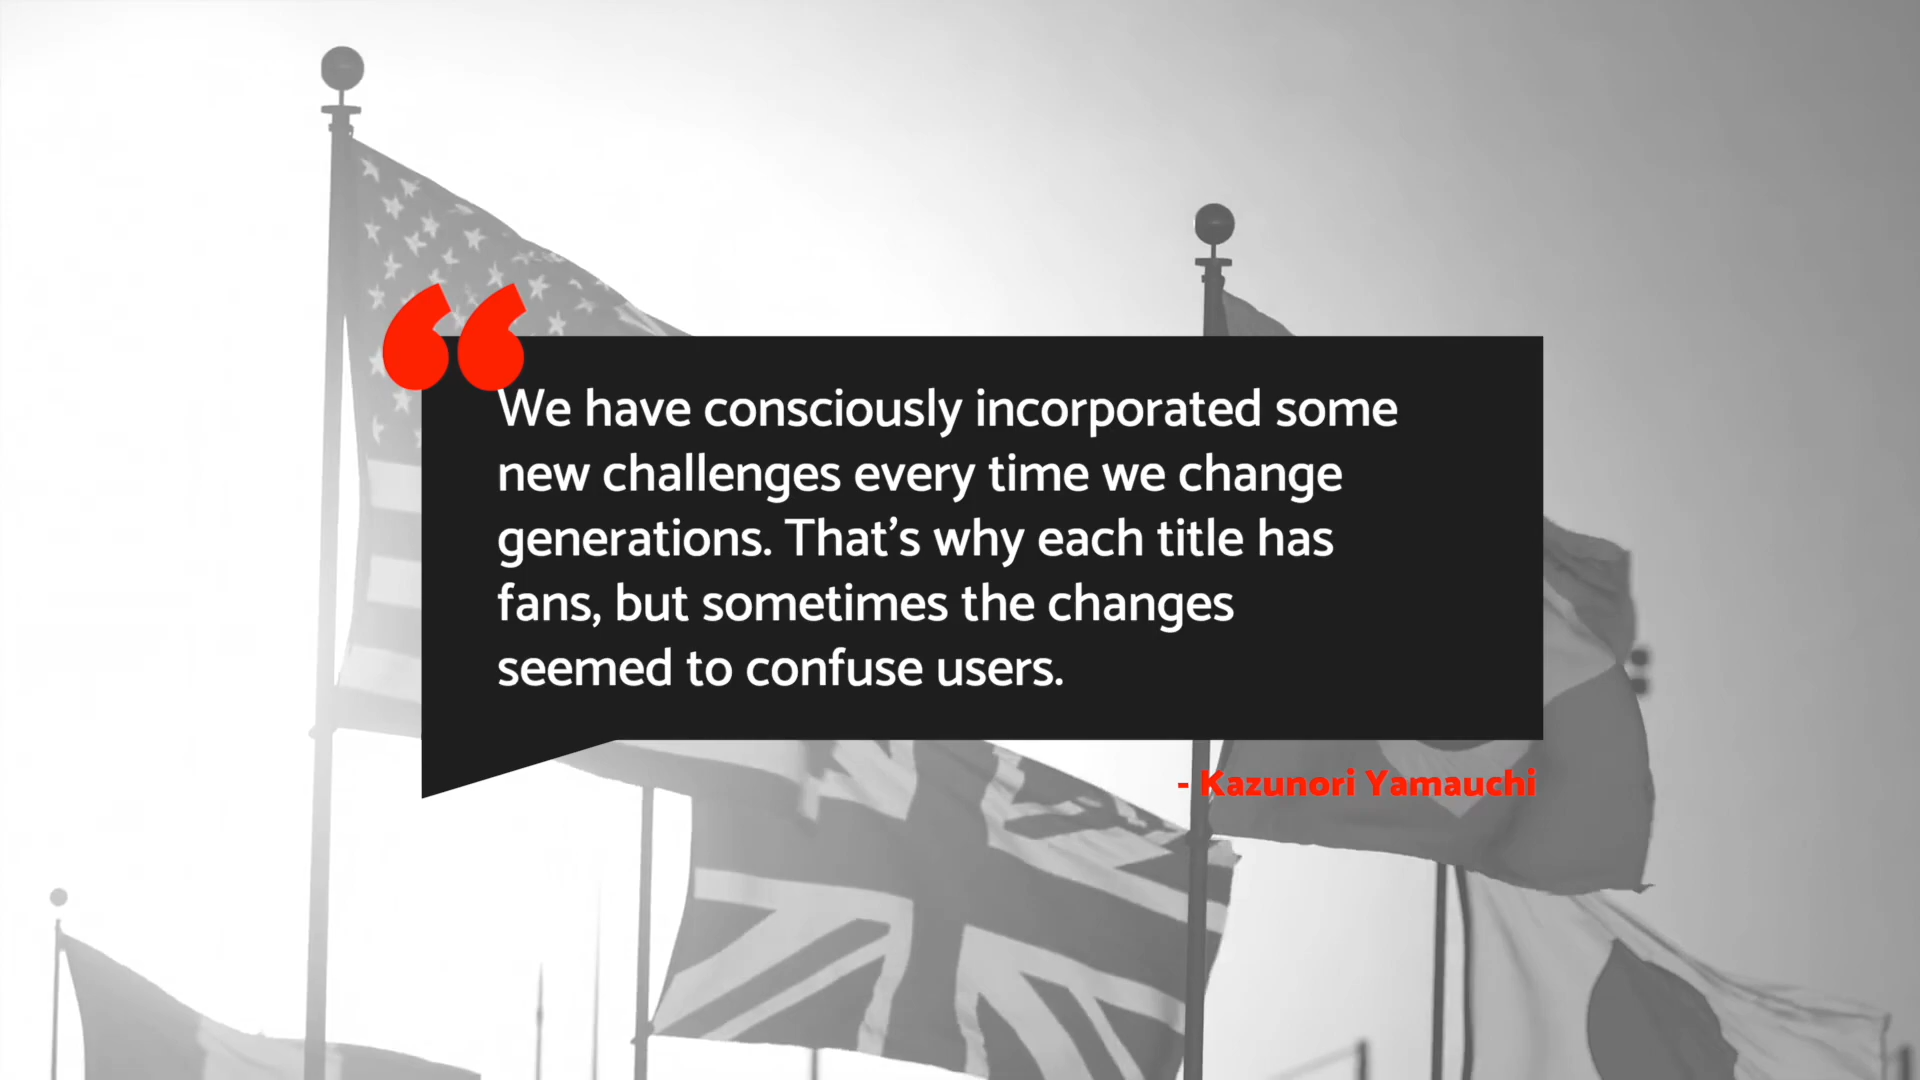 “
We have consciously incorporated some
new challenges every time we change
generations. That’s why each title has
fans, but sometimes the changes
seemed to confuse users.
- Kazunori Yamauchi